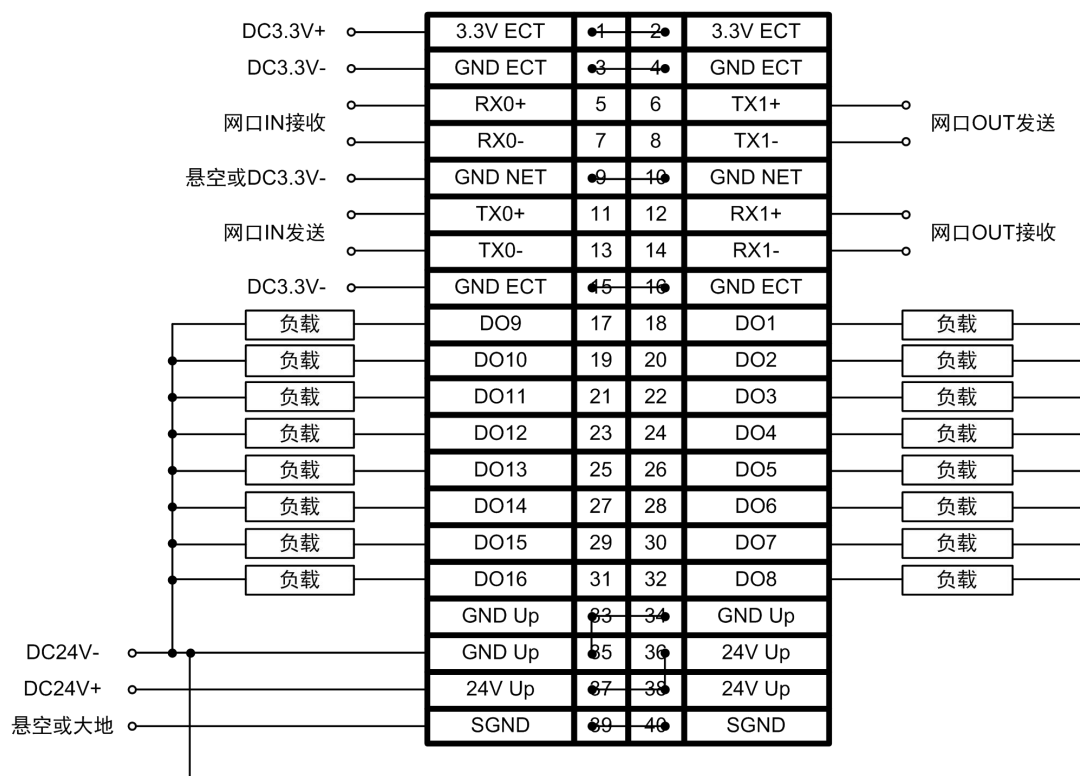 DC3.3V+ 3.3V ECT 1 2 3.3V ECT
DC3.3V- GND ECT 3 4 GND ECT
RX0+ 5 6 TX1+
网口IN接收 网口OUT发送
RX0- 7 8 TX1-
悬空或DC3.3V- GND NET 9 10 GND NET
TX0+ 11 12 RX1+
网口IN发送 网口OUT接收
TX0- 13 14 RX1-
DC3.3V- GND ECT 15 16 GND ECT
负载 DO9 17 18 DO1 负载
负载 DO10 19 20 DO2 负载
负载 DO11 21 22 DO3 负载
负载 DO12 23 24 DO4 负载
负载 DO13 25 26 DO5 负载
负载 DO14 27 28 DO6 负载
负载 DO15 29 30 DO7 负载
负载 DO16 31 32 DO8 负载
GND Up 33 34 GND Up
DC24V- GND Up 35 36 24V Up
DC24V+ 24V Up 37 38 24V Up
悬空或大地 SGND 39 40 SGND